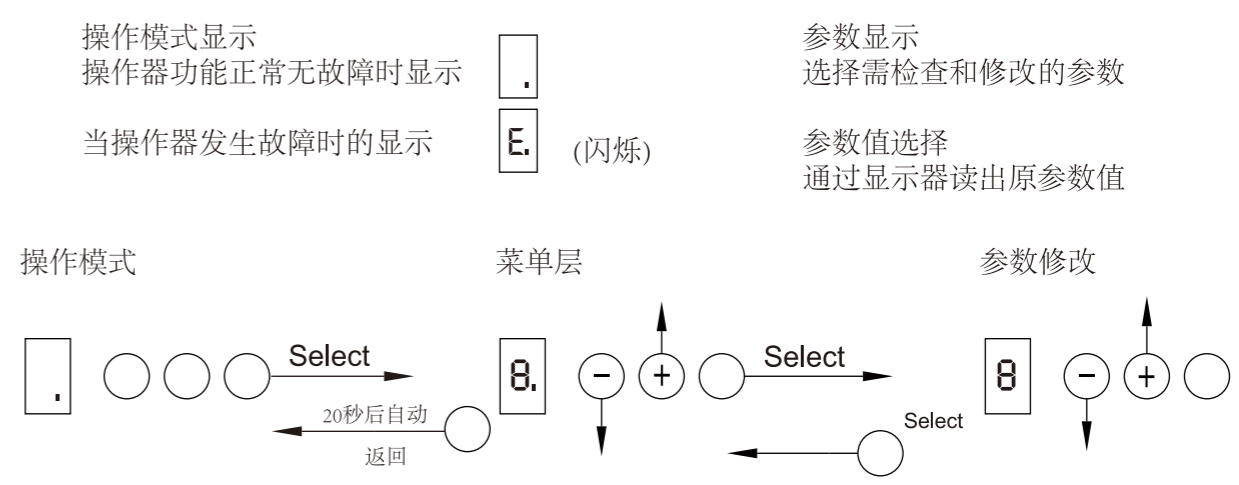 操作模式显示
操作器功能正常无故障时显示
.
当操作器发生故障时的显示
E.
(闪烁)
参数显示
选择需检查和修改的参数
参数值选择
通过显示器读出原参数值
操作模式
菜单层
参数修改
.
Select
20秒后自动
返回
8.
-
+
Select
Select
8
-
+